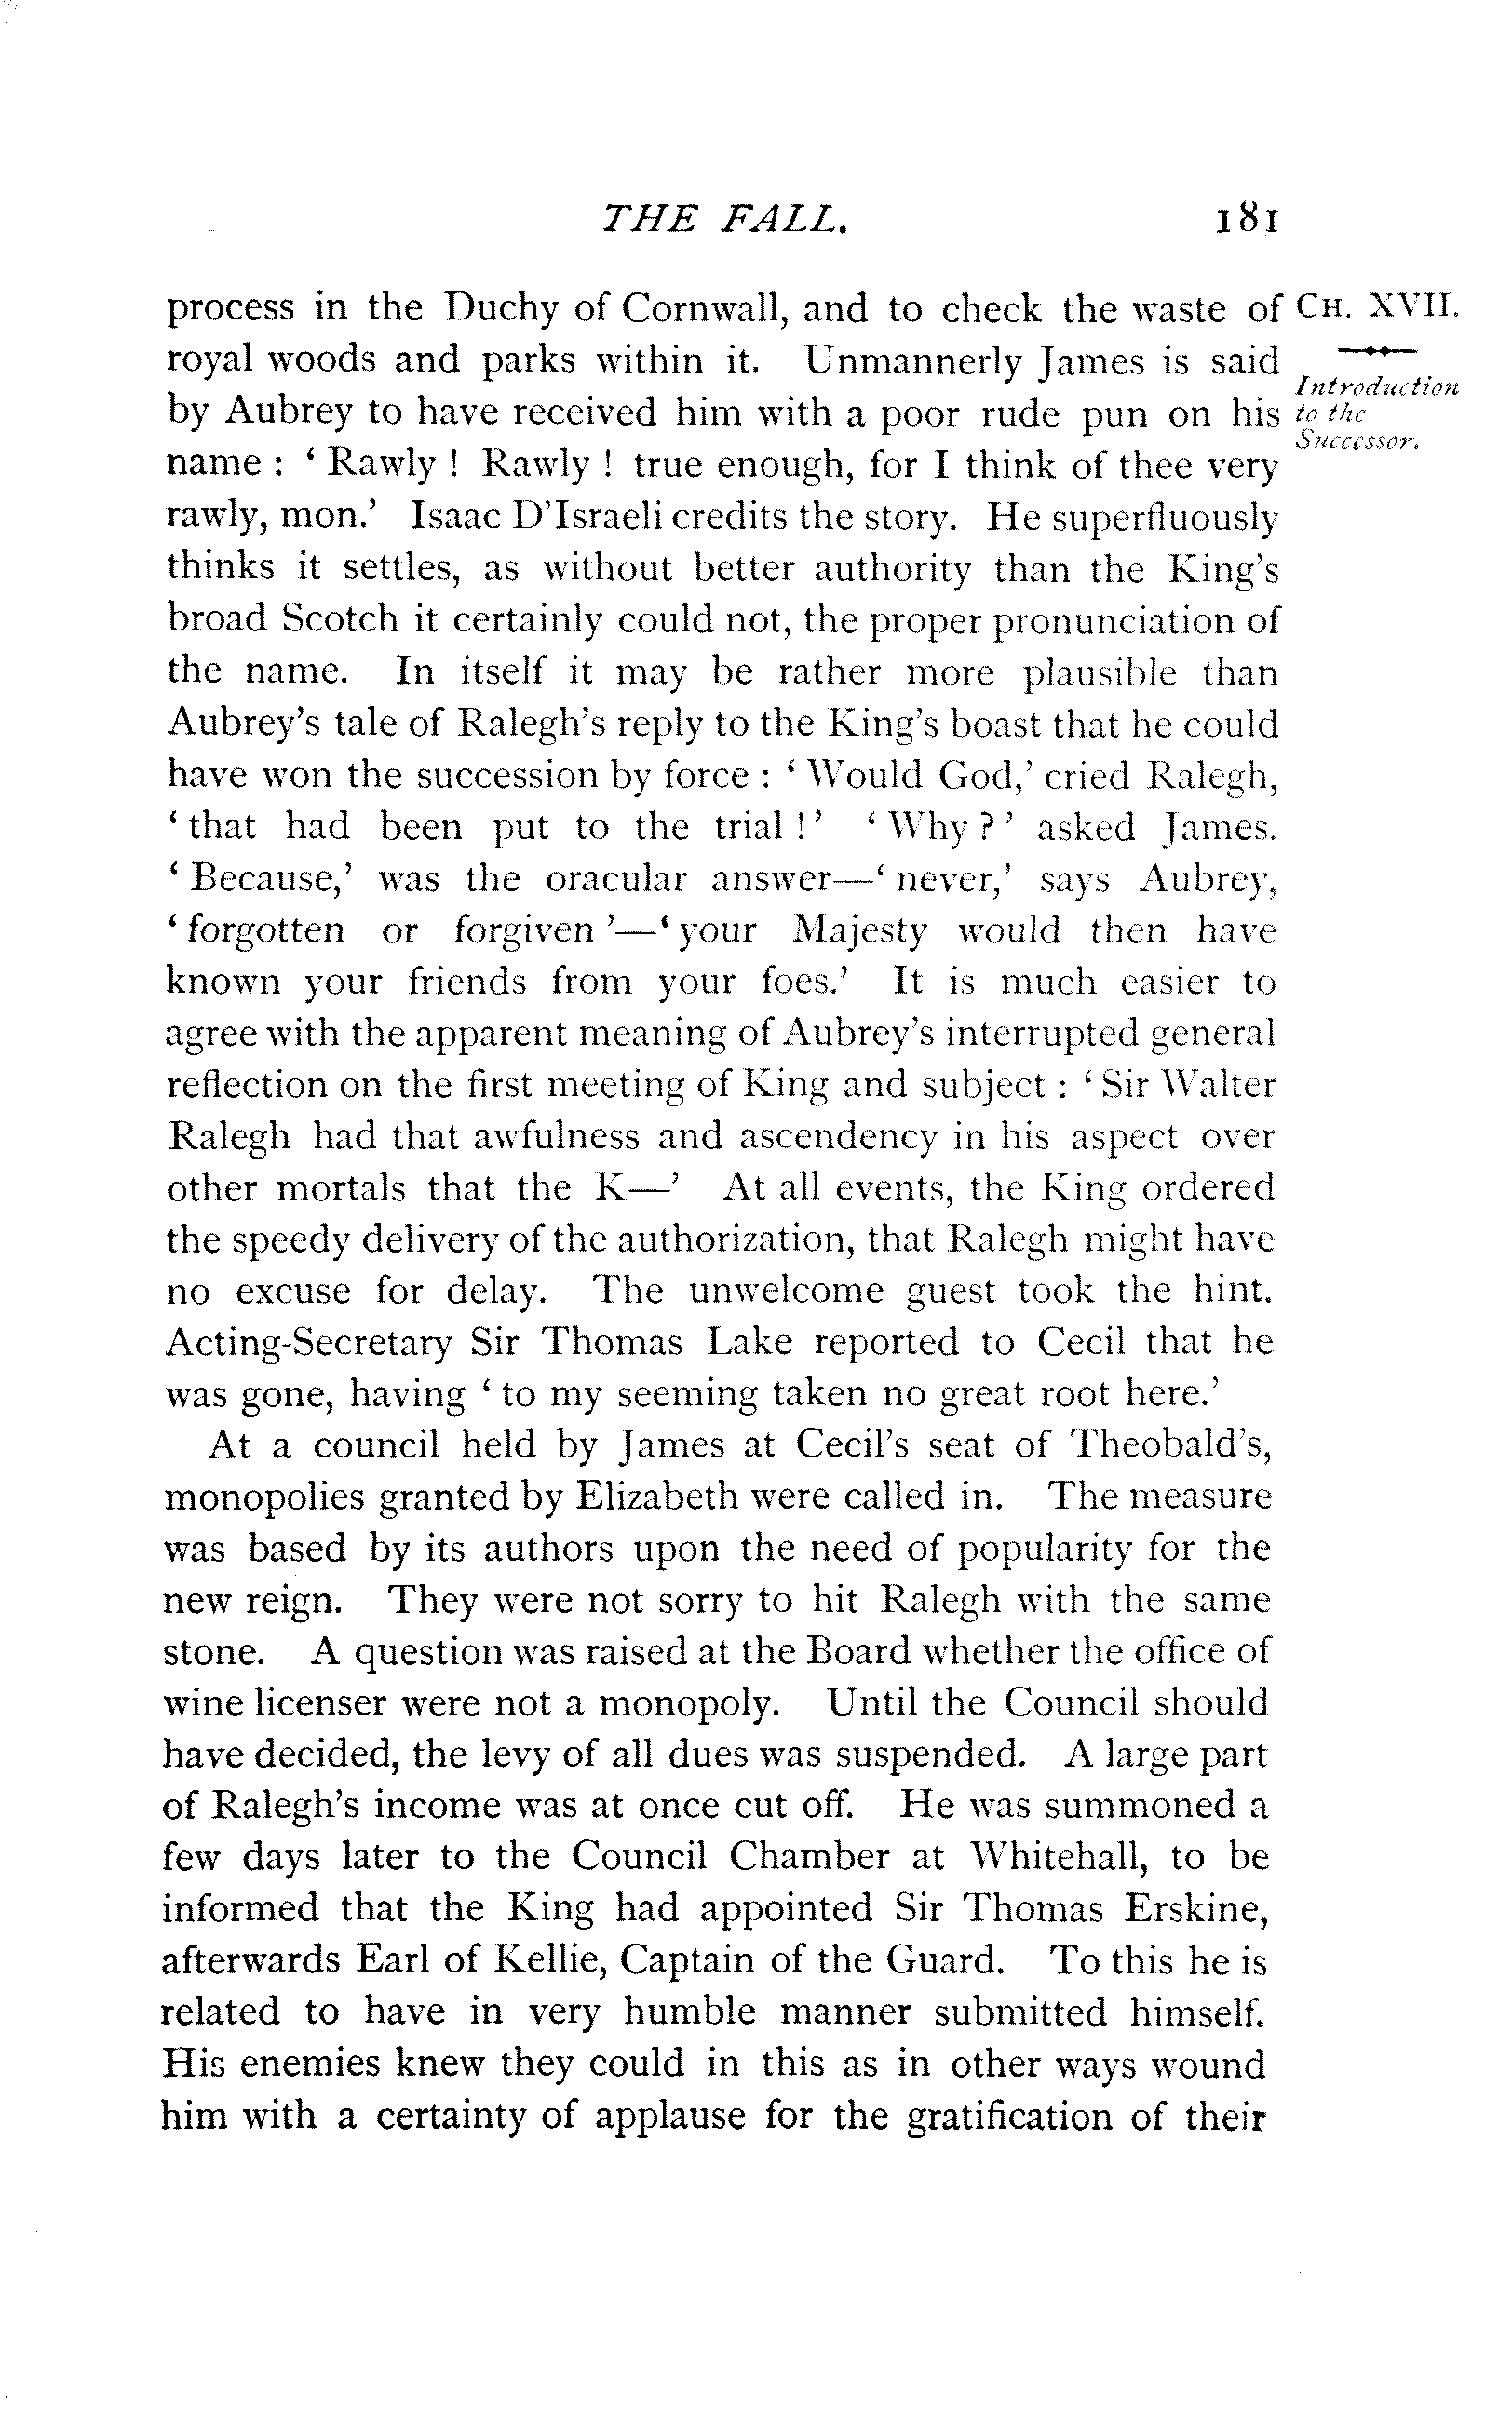 THE FALL. 181
process in the Duchy of Cornwall, and to check the waste of
royal woods and parks within it. Unmannerly James is said
by Aubrey to have received him with a poor rude pun on his
name : ‘ Rawly ! Rawly ! true enough, for I think of thee very
rawly, mon.’ Isaac D’Israeli credits the story. He superfluously
thinks it settles, as without better authority than the King’s
broad Scotch it certainly could not, the proper pronunciation of
the name. In itself it may be rather more plausible than
Aubrey’s tale of Ralegh’s reply to the King’s boast that he could
have won the succession by force : ‘ Would God,’ cried Ralegh,
‘ that had been put to the trial ! ’ ‘ Why ? ’ asked James.
‘ Because,’ was the oracular answer—‘ never,’ says Aubrey,
‘ forgotten or forgiven ’—‘ your Majesty would then have
known your friends from your foes.’ It is much easier to
agree with the apparent meaning of Aubrey’s interrupted general
reflection on the first meeting of King and subject : ‘ Sir Walter
Ralegh had that awfulness and ascendency in his aspect over
other mortals that the K—’ At all events, the King ordered
the speedy delivery of the authorization, that Ralegh might have
no excuse for delay. The unwelcome guest took the hint.
Acting-Secretary Sir Thomas Lake reported to Cecil that he
was gone, having ‘ to my seeming taken no great root here.’
At a council held by James at Cecil’s seat of Theobald’s,
monopolies granted by Elizabeth were called in. The measure
was based by its authors upon the need of popularity for the
new reign. They were not sorry to hit Ralegh with the same
stone. A question was raised at the Board whether the office of
wine licenser were not a monopoly. Until the Council should
have decided, the levy of all dues was suspended. A large part
of Ralegh’s income was at once cut off. He was summoned a
few days later to the Council Chamber at Whitehall, to be
informed that the King had appointed Sir Thomas Erskine,
afterwards Earl of Kellie, Captain of the Guard. To this he is
related to have in very humble manner submitted himself.
His enemies knew they could in this as in other ways wound
him with a certainty of applause for the gratification of their
CH. XVII.
Introduction
to the
Successor.